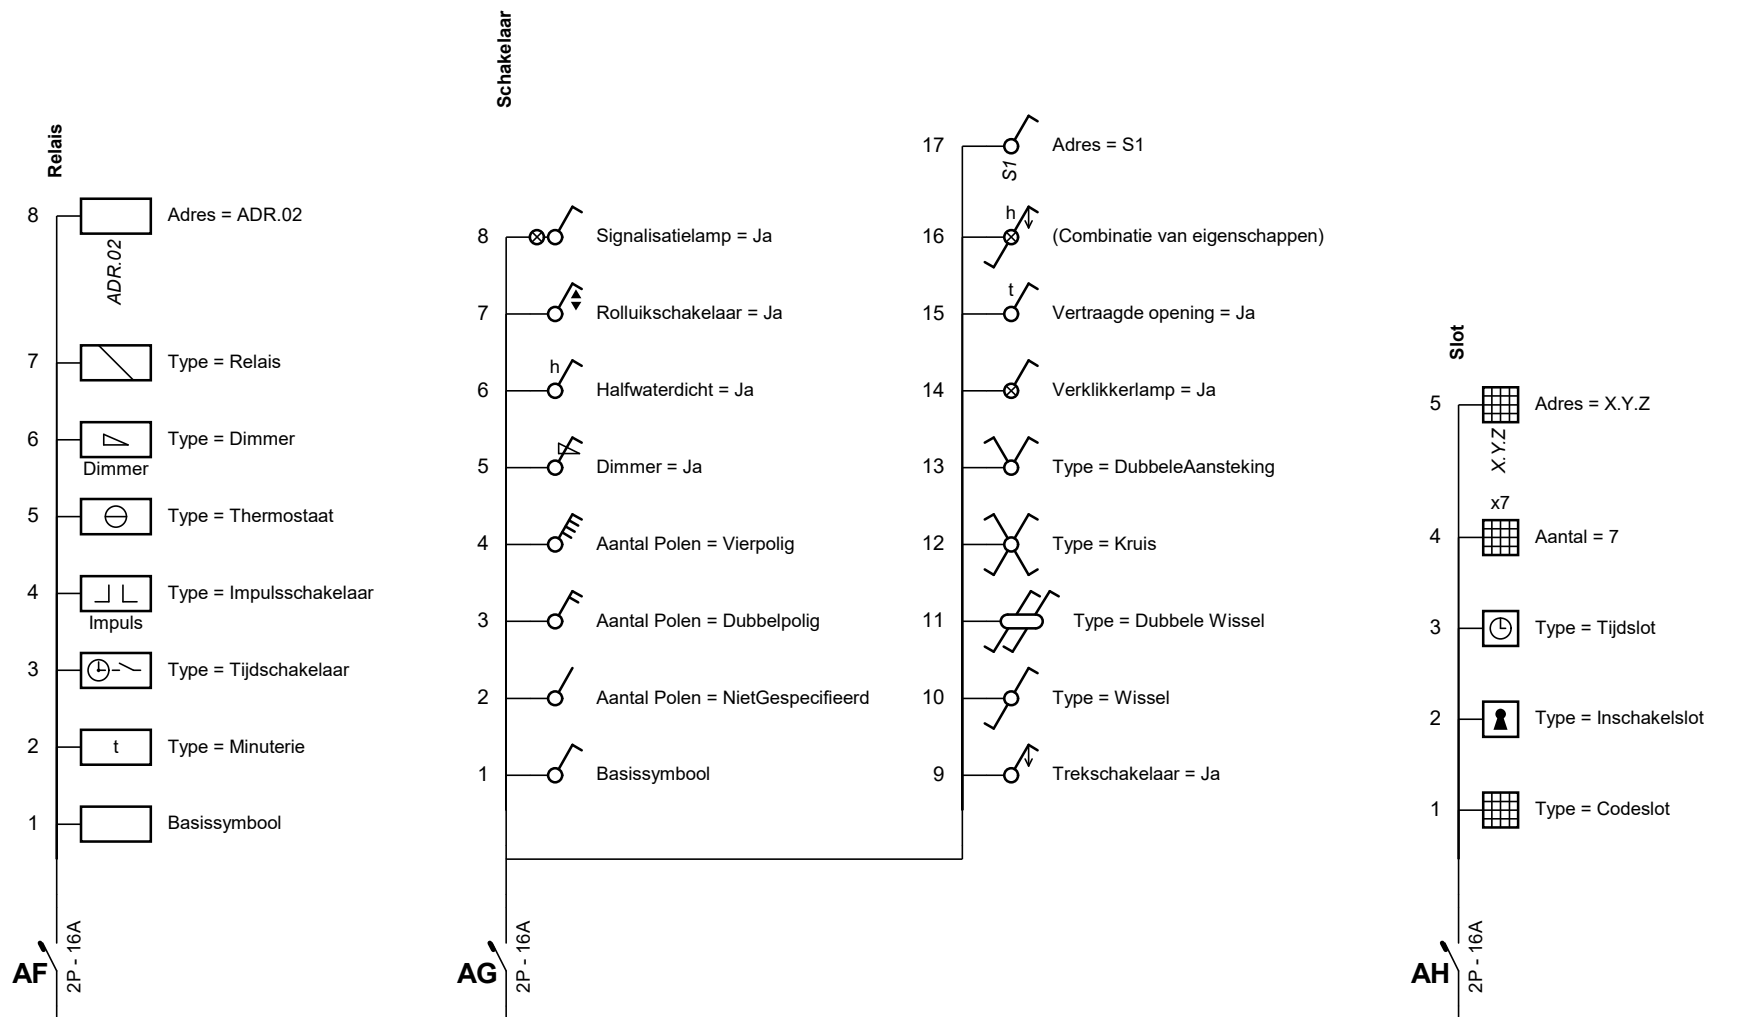 Relais
8 Adres = ADR.02
ADR.02
7 Type = Relais
6 Type = Dimmer
Dimmer
5 Type = Thermostaat
4 Type = Impulsschakelaar
Impuls
3 Type = Tijdschakelaar
2 t Type = Minuterie
1 Basissymbool
AF 2P - 16A
Schakelaar
8 Signalisatielamp = Ja
7 Rolluikschakelaar = Ja
h
6 Halfwaterdicht = Ja
5 Dimmer = Ja
4 Aantal Polen = Vierpolig
3 Aantal Polen = Dubbelpolig
2 Aantal Polen = NietGespecifieerd
1 Basissymbool
17 Adres = S1
S1
h
16 (Combinatie van eigenschappen)
t
15 Vertraagde opening = Ja
14 Verklikkerlamp = Ja
13 Type = DubbeleAansteking
12 Type = Kruis
11 Type = Dubbele Wissel
10 Type = Wissel
9 Trekschakelaar = Ja
AG 2P - 16A
Slot
5 Adres = X.Y.Z
X.Y.Z
x7
4 Aantal = 7
3 Type = Tijdslot
2 Type = Inschakelslot
1 Type = Codeslot
AH 2P - 16A